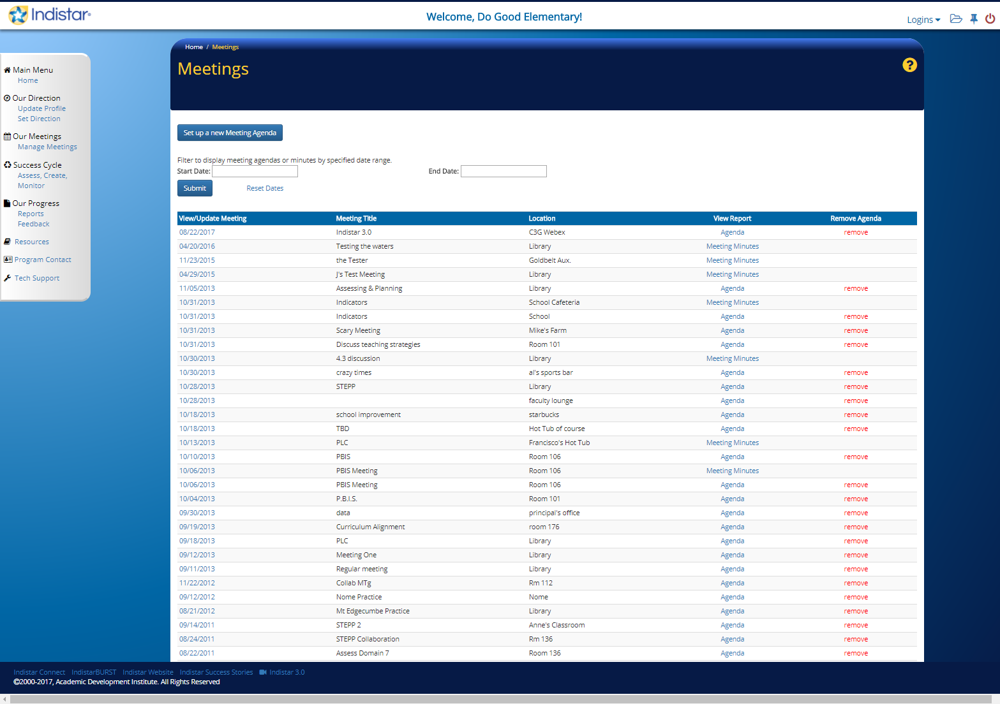 Indistar®
Welcome, Do Good Elementary!
Logins
Home / Meetings
Meetings
?
Main Menu
Home
Our Direction
Update Profile
Set Direction
Our Meetings
Manage Meetings
Success Cycle
Assess, Create,
Monitor
Our Progress
Reports
Feedback
Resources
Program Contact
Tech Support
Set up a new Meeting Agenda
Filter to display meeting agendas or minutes by specified date range.
Start Date: End Date:
Submit Reset Dates
View/Update Meeting Meeting Title Location View Report Remove Agenda
08/22/2017 Indistar 3.0 C3G Webex Agenda remove
04/20/2016 Testing the waters Library Meeting Minutes
11/23/2015 the Tester Goldbelt Aux. Meeting Minutes
04/29/2015 J's Test Meeting Library Meeting Minutes
11/05/2013 Assessing & Planning Library Agenda remove
10/31/2013 Indicators School Cafeteria Meeting Minutes
10/31/2013 Indicators School Agenda remove
10/31/2013 Scary Meeting Mike's Farm Agenda remove
10/31/2013 Discuss teaching strategies Room 101 Agenda remove
10/30/2013 4.3 discussion Library Meeting Minutes
10/30/2013 crazy times al's sports bar Agenda remove
10/28/2013 STEPP Library Agenda remove
10/28/2013 faculty lounge Agenda remove
10/18/2013 school improvement starbucks Agenda remove
10/18/2013 TBD Hot Tub of course Agenda remove
10/13/2013 PLC Francisco's Hot Tub Meeting Minutes
10/10/2013 PBIS Room 106 Agenda remove
10/06/2013 PBIS Meeting Room 106 Meeting Minutes
10/06/2013 PBIS Meeting Room 106 Agenda remove
10/04/2013 P.B.I.S. Room 101 Agenda remove
09/30/2013 data principal's office Agenda remove
09/19/2013 Curriculum Alignment room 176 Agenda remove
09/18/2013 PLC Library Agenda remove
09/12/2013 Meeting One Library Agenda remove
09/11/2013 Regular meeting Library Agenda remove
11/22/2012 Collab MTg Rm 112 Agenda remove
09/12/2012 Nome Practice Nome Agenda remove
08/21/2012 Mt Edgecumbe Practice Library Agenda remove
09/14/2011 STEPP 2 Anne's Classroom Agenda remove
08/24/2011 STEPP Collaboration Rm 136 Agenda remove
08/22/2011 Assess Domain 7 Room 136 Agenda remove
Indistar Connect IndistarBURST Indistar Website Indistar Success Stories Indistar 3.0
©2000-2017, Academic Development Institute. All Rights Reserved